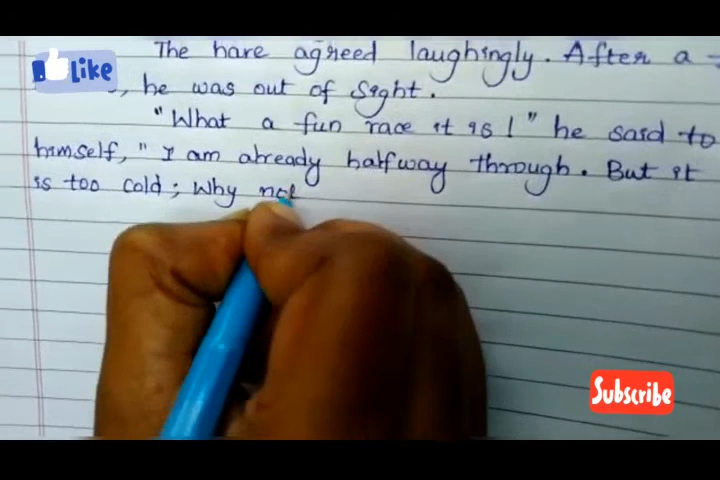 The hare agreed laughingly. After a
Like
, he was out of sight.
"What a fun race it is!" he said to
himself, "I am already halfway through. But it
is too cold; Why not
Subscribe